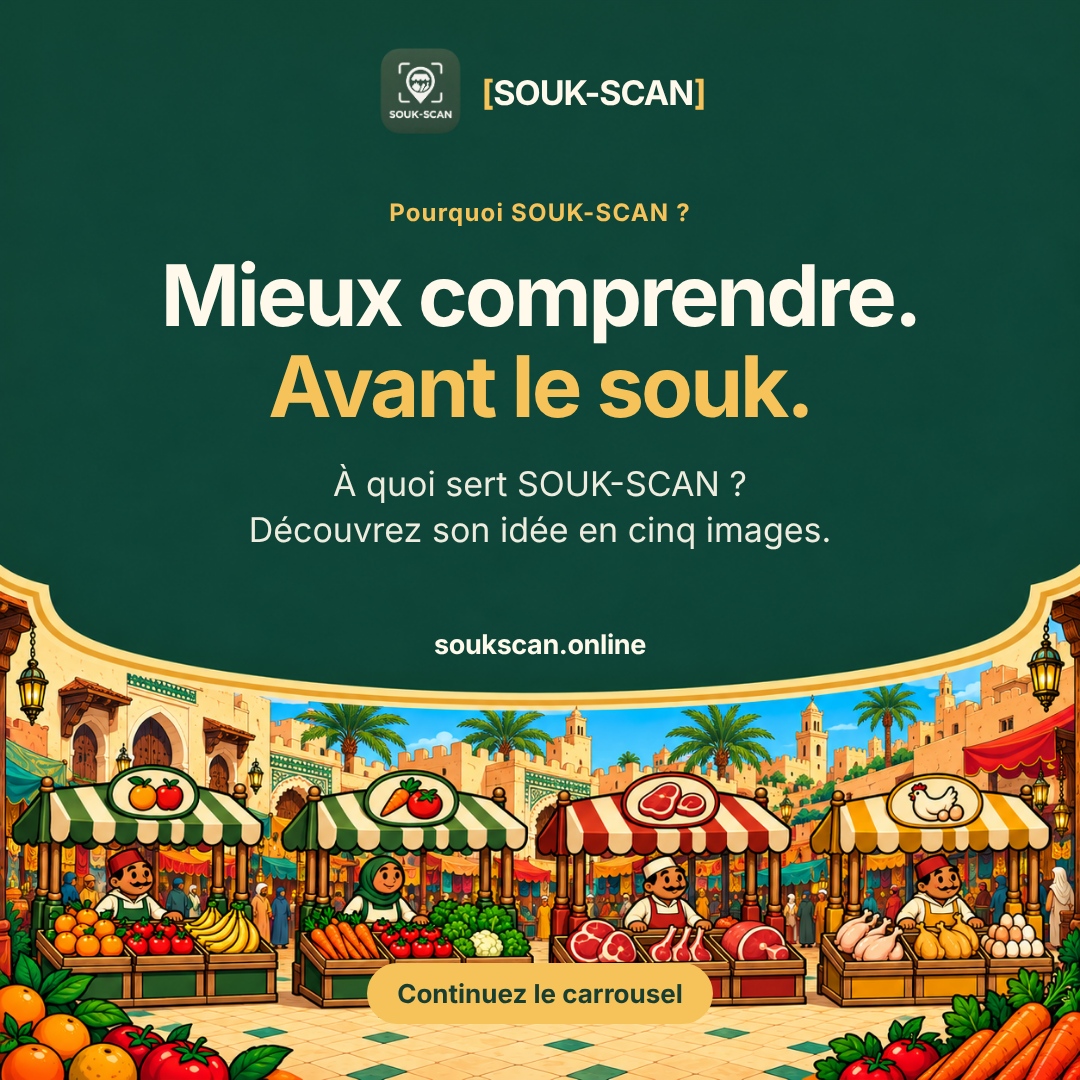 SOUK-SCAN
[SOUK-SCAN]
Pourquoi SOUK-SCAN ?
Mieux comprendre.
Avant le souk.
À quoi sert SOUK-SCAN ?
Découvrez son idée en cinq images.
soukscan.online
Continuez le carrousel